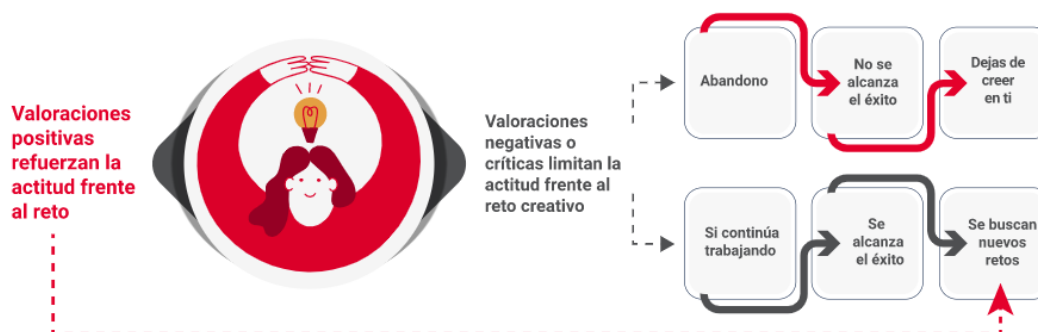 Valoraciones
positivas
refuerzan la
actitud frente
al reto
Valoraciones
negativas o
críticas limitan la
actitud frente al
reto creativo
Abandono
No se
alcanza
el éxito
Dejas de
creer
en ti
Si continúa
trabajando
Se
alcanza
el éxito
Se buscan
nuevos
retos